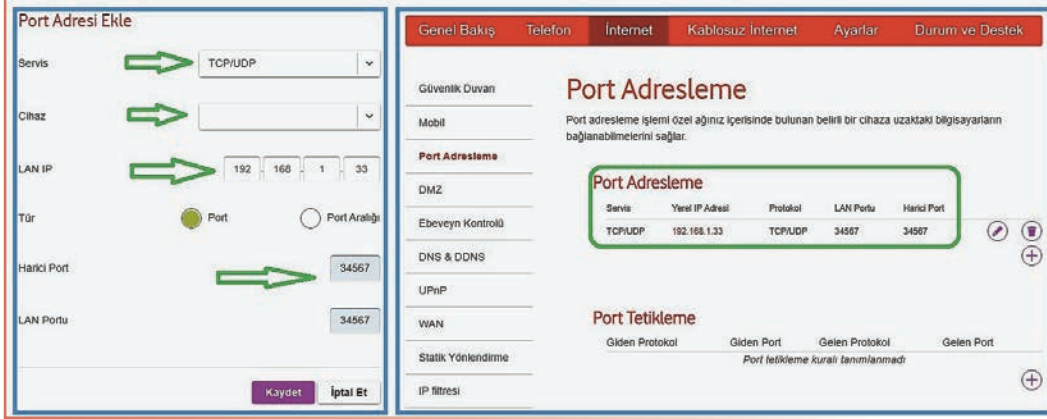 Port Adresi Ekle
Servis TCP/UDP
Cihaz
LAN IP 192 . 168 . 1 . 33
Tür Port Port Aralığı
Harici Port 34567
LAN Portu 34567
Kaydet İptal Et
Genel Bakış Telefon İnternet Kablosuz İnternet Ayarlar Durum ve Destek
Güvenlik Duvarı
Mobil
Port Adresleme
DMZ
Ebeveyn Kontrolü
DNS & DDNS
UPnP
WAN
Statik Yönlendirme
IP filtresi
Port Adresleme
Port adresleme işlemi özel ağınız içerisinde bulunan belirli bir cihaza uzaktaki bilgisayarların
bağlanabilmelerini sağlar.
Port Adresleme
Servis Yerel IP Adresi Protokol LAN Portu Harici Port
TCP/UDP 192.168.1.33 TCP/UDP 34567 34567
Port Tetikleme
Giden Protokol Giden Port Gelen Protokol Gelen Port
Port tetikleme kuralı tanımlanmadı